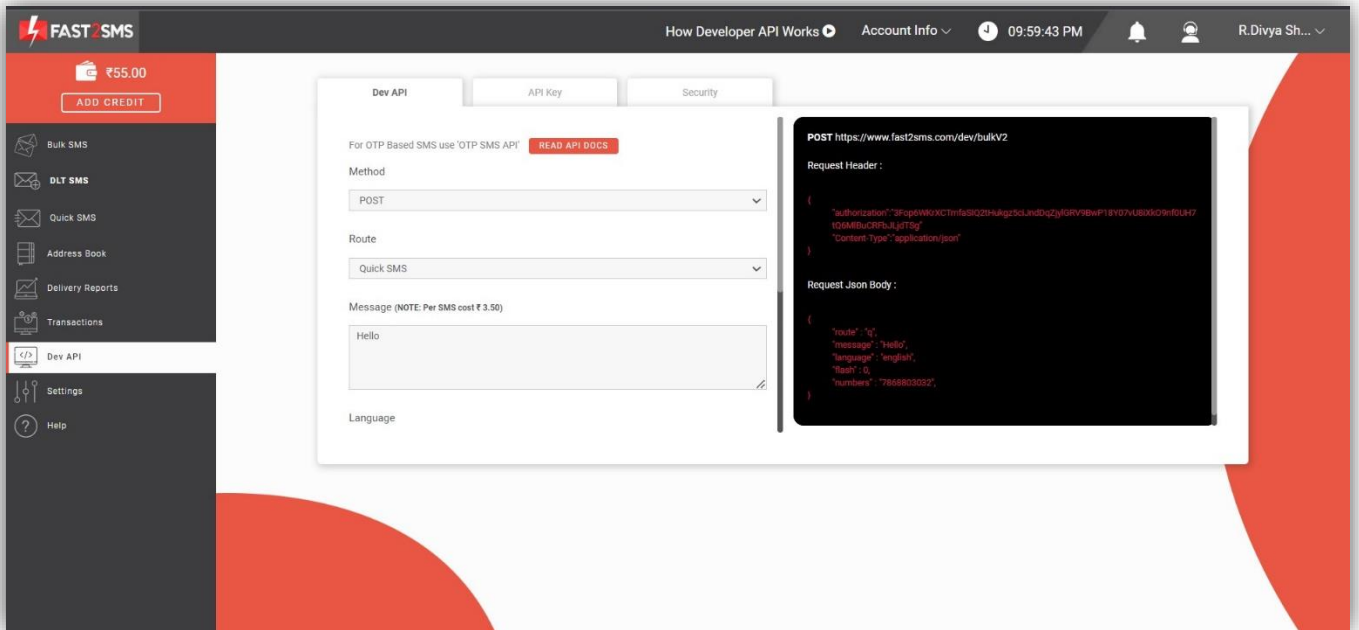 FAST2SMS
How Developer API Works
Account Info
09:59:43 PM
R.Divya Sh...
₹55.00
ADD CREDIT
Bulk SMS
DLT SMS
Quick SMS
Address Book
Delivery Reports
Transactions
Dev API
Settings
Help
Dev API
API Key
Security
For OTP Based SMS use 'OTP SMS API'
READ API DOCS
Method
POST
Route
Quick SMS
Message (NOTE: Per SMS cost ₹ 3.50)
Hello
Language
POST https://www.fast2sms.com/dev/bulkV2
Request Header :
{
"authorization":
"Content-Type":"application/json"
}
Request Json Body :
{
"route" : "q",
"message" : "Hello",
"language" : "english",
"flash" : 0,
"numbers" : "7868803032",
}